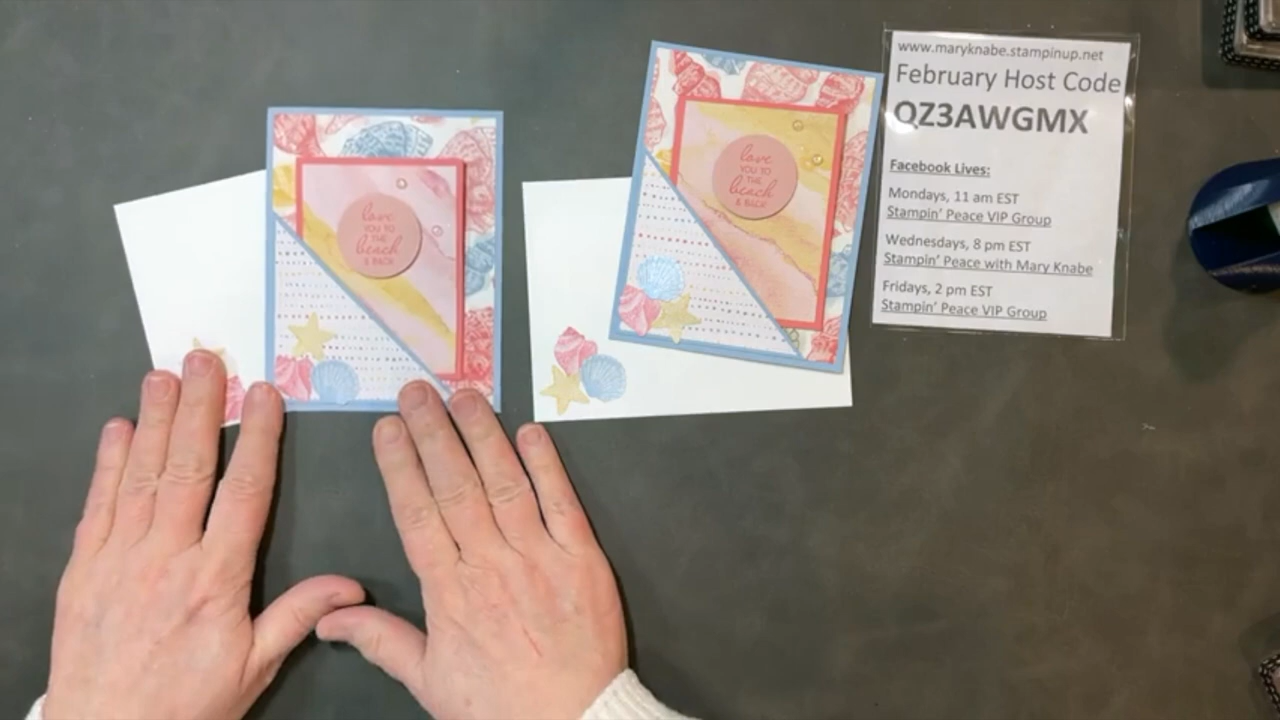 love
YOU TO
THE
beach
& BACK
love
YOU TO
THE
beach
& BACK
www.maryknabe.stampinup.net
February Host Code
QZ3AWGMX
Facebook Lives:
Mondays, 11 am EST
Stampin' Peace VIP Group
Wednesdays, 8 pm EST
Stampin' Peace with Mary Knabe
Fridays, 2 pm EST
Stampin' Peace VIP Group